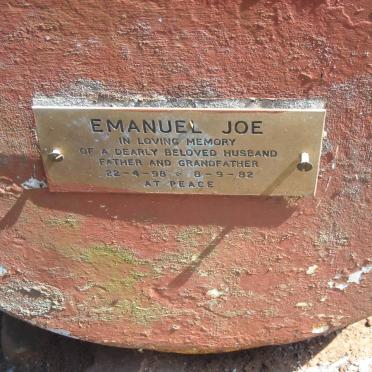 EMANUEL JOE
IN LOVING MEMORY
OF A DEARLY BELOVED HUSBAND
FATHER AND GRANDFATHER
22-4-98 8-9-82
AT PEACE